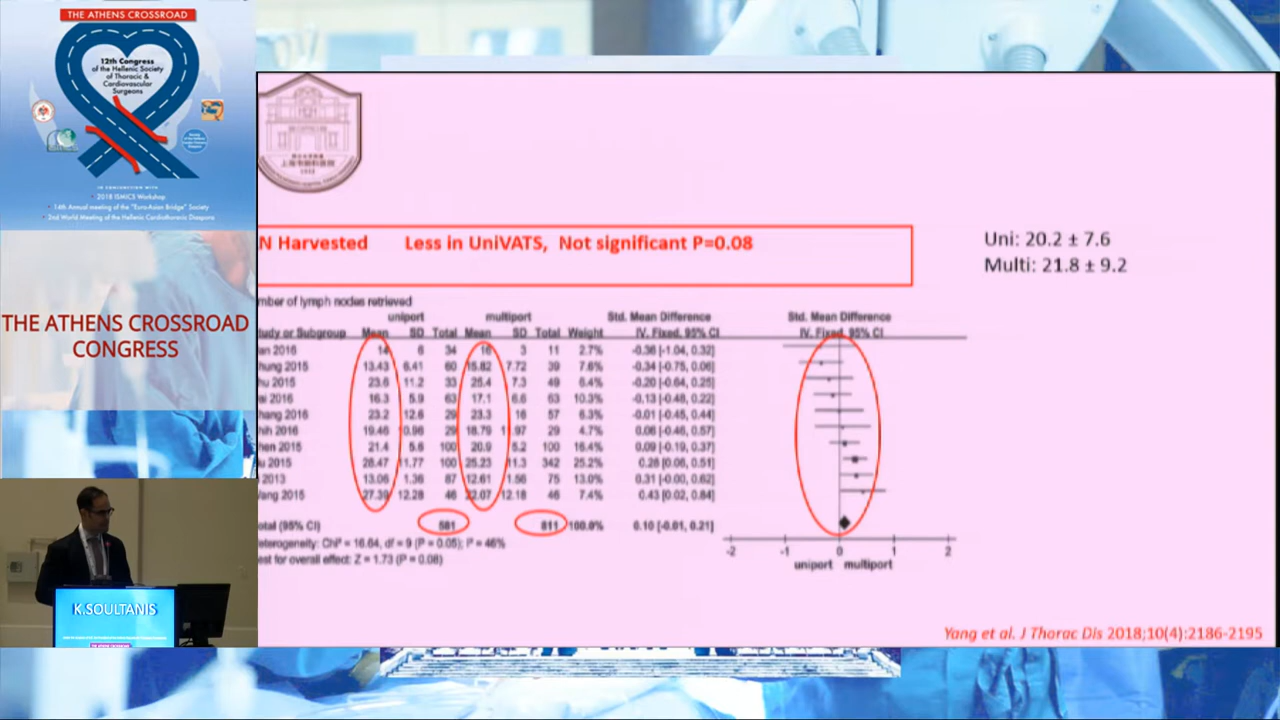 THE ATHENS CROSSROAD
12th Congress
of the Hellenic Society
of Thoracic &
Cardiovascular
Surgeons
IN CONJUNCTION WITH
• 2018 ISMICS Workshop
• 14th Annual meeting of the "Euro-Asian Bridge" Society
• 2nd World Meeting of the Hellenic Cardiothoracic Diaspora
THE ATHENS CROSSROAD
CONGRESS
K.SOULTANIS
N Harvested Less in UniVATS, Not significant P=0.08
Uni: 20.2 ± 7.6
Multi: 21.8 ± 9.2
mber of lymph nodes retrieved
uniport multiport Std. Mean Difference Std. Mean Difference
tudy or Subgroup Mean SD Total Mean SD Total Weight IV. Fixed. 95% CI IV. Fixed. 95% CI
an 2016 14 6 34 16 3 11 2.7% -0.36 [-1.04, 0.32]
hung 2016 13.43 6.41 60 15.82 7.72 39 7.6% -0.34 [-0.75, 0.06]
hu 2015 23.6 11.2 33 25.4 7.3 49 6.4% -0.20 [-0.64, 0.25]
ai 2016 16.3 5.9 63 17.1 6.6 63 10.3% -0.13 [-0.48, 0.22]
hang 2016 23.2 12.6 29 23.3 16 57 6.3% -0.01 [-0.45, 0.44]
hih 2016 19.46 10.96 29 18.79 11.97 29 4.7% 0.06 [-0.46, 0.57]
hen 2015 21.4 5.6 100 20.9 5.2 100 16.4% 0.09 [-0.19, 0.37]
u 2015 28.47 11.77 100 25.23 11.3 342 25.2% 0.28 [0.06, 0.51]
2013 13.06 1.36 87 12.61 1.56 75 13.0% 0.31 [-0.00, 0.62]
ang 2015 27.39 12.28 46 22.07 12.18 46 7.4% 0.43 [0.02, 0.84]
otal (95% CI) 581 811 100.0% 0.10 [-0.01, 0.21]
eterogeneity: Chi² = 16.64, df = 9 (P = 0.05); I² = 46%
est for overall effect: Z = 1.73 (P = 0.08)
-2 -1 0 1 2
uniport multiport
Yang et al. J Thorac Dis 2018;10(4):2186-2195